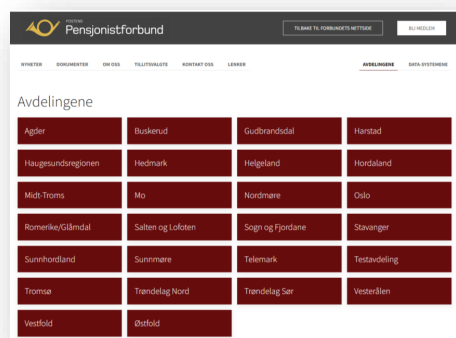 POSTENS
Pensjonistforbund
TILBAKE TIL FORBUNDETS NETTSIDE
BLI MEDLEM
NYHETER DOKUMENTER OM OSS TILLITSVALGTE KONTAKT OSS LENKER AVDELINGENE DATA-SYSTEMENE
Avdelingene
Agder Buskerud Gudbrandsdal Harstad
Haugesundsregionen Hedmark Helgeland Hordaland
Midt-Troms Mo Nordmøre Oslo
Romerike/Glåmdal Salten og Lofoten Sogn og Fjordane Stavanger
Sunnhordland Sunnmøre Telemark Testavdeling
Tromsø Trøndelag Nord Trøndelag Sør Vesterålen
Vestfold Østfold